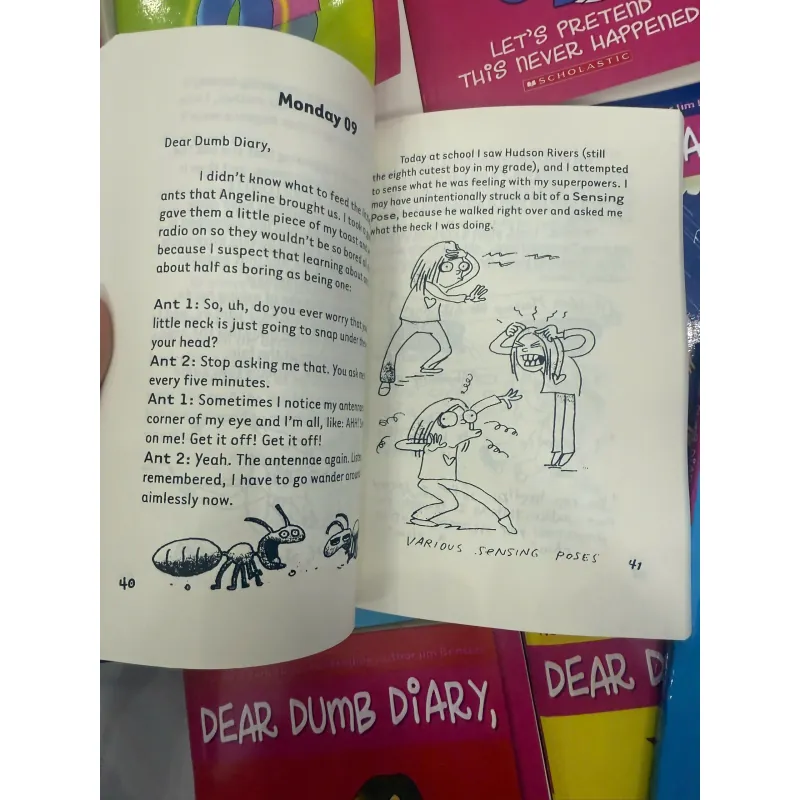 LET'S PRETEND
THIS NEVER HAPPENED
SCHOLASTIC
Monday 09
Dear Dumb Diary,
I didn't know what to feed the
ants that Angeline brought us. I
gave them a little piece of my toast
radio on so they wouldn't be so bored
because I suspect that learning about
about half as boring as being one:
Ant 1: So, uh, do you ever worry that
little neck is just going to snap under
your head?
Ant 2: Stop asking me that. You ask
every five minutes.
Ant 1: Sometimes I notice my antennae
corner of my eye and I'm all, like: AHH!
on me! Get it off! Get it off!
Ant 2: Yeah. The antennae again.
remembered, I have to go wander around
aimlessly now.
40
Today at school I saw Hudson Rivers (still
the eighth cutest boy in my grade), and I attempted
to sense what he was feeling with my superpowers. I
may have unintentionally struck a bit of a Sensing
Pose, because he walked right over and asked me
what the heck I was doing.
VARIOUS SENSING POSES
41
DEAR DUMB DIARY,
DEAR